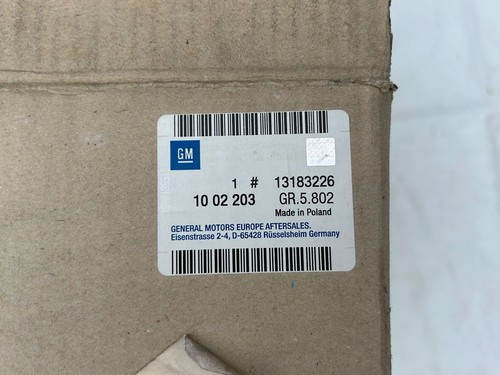 GM
1 # 13183226
10 02 203 GR.5.802
Made in Poland
GENERAL MOTORS EUROPE AFTERSALES.
Eisenstrasse 2-4, D-65428 Rüsselsheim Germany